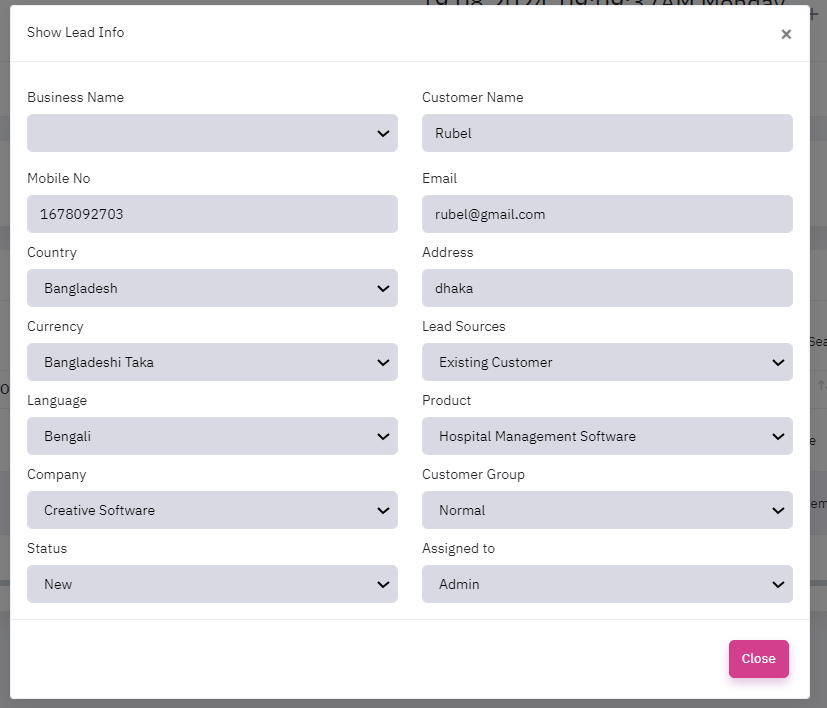 Show Lead Info
×
Business Name Customer Name
Rubel
Mobile No Email
1678092703 rubel@gmail.com
Country Address
Bangladesh dhaka
Currency Lead Sources
Bangladeshi Taka Existing Customer
Language Product
Bengali Hospital Management Software
Company Customer Group
Creative Software Normal
Status Assigned to
New Admin
Close